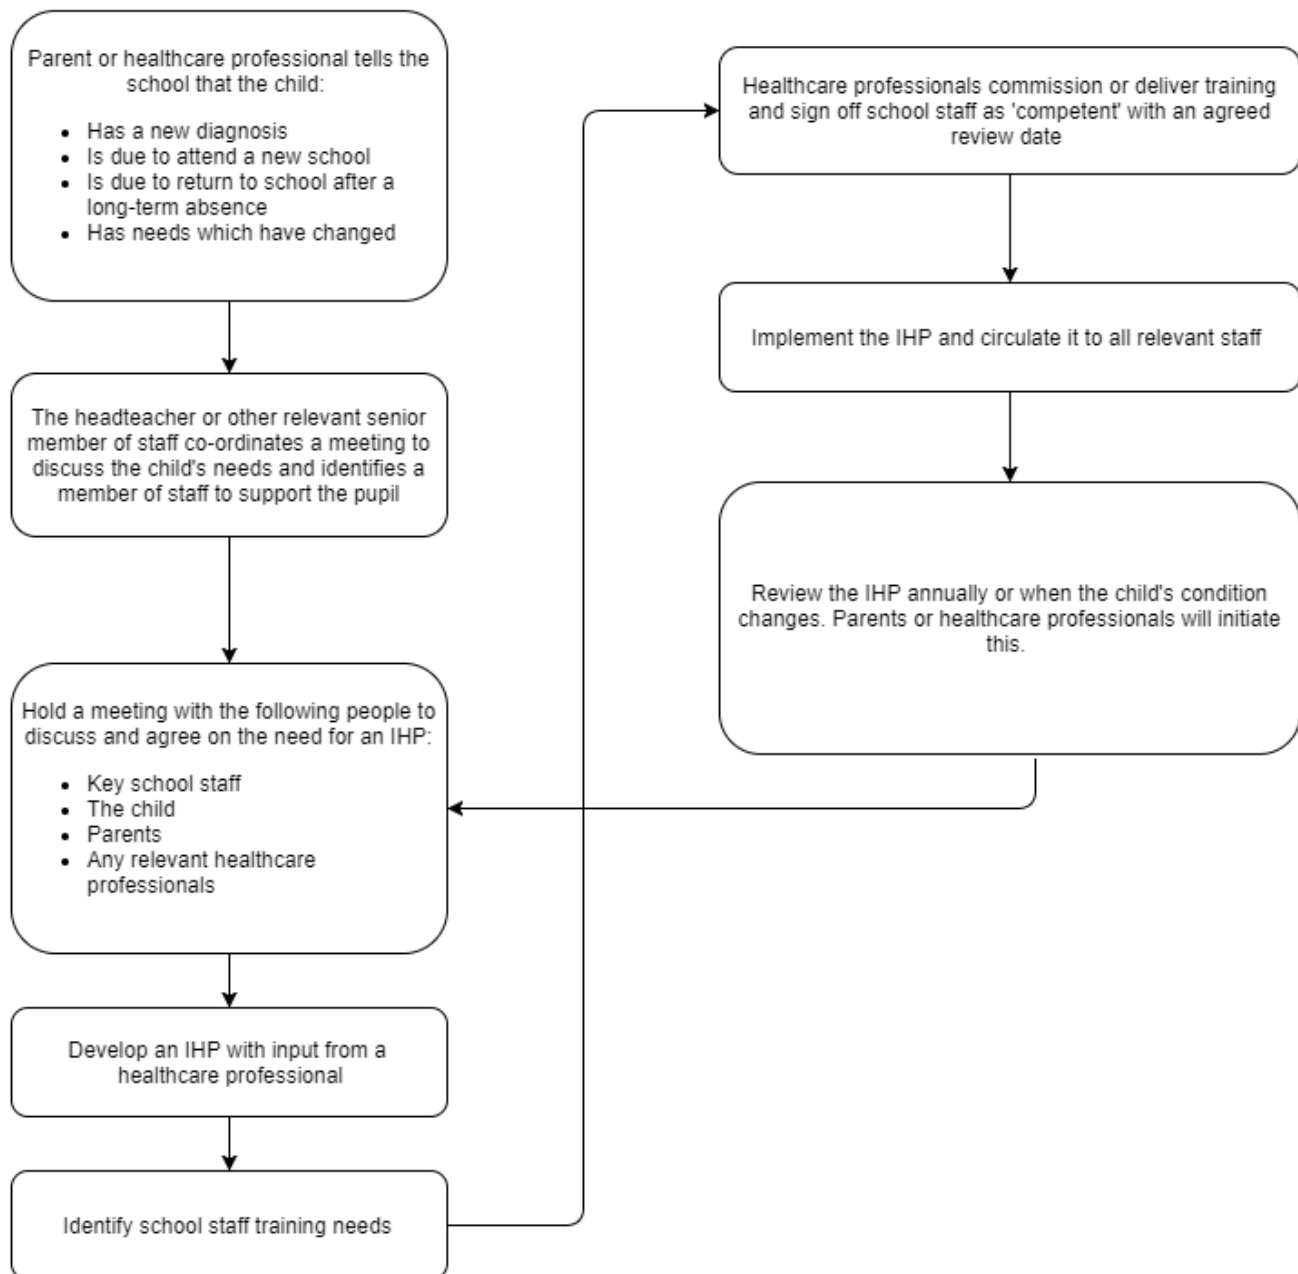 Parent or healthcare professional tells the
school that the child:
• Has a new diagnosis
• Is due to attend a new school
• Is due to return to school after a
long-term absence
• Has needs which have changed
The headteacher or other relevant senior
member of staff co-ordinates a meeting to
discuss the child's needs and identifies a
member of staff to support the pupil
Hold a meeting with the following people to
discuss and agree on the need for an IHP:
• Key school staff
• The child
• Parents
• Any relevant healthcare
professionals
Develop an IHP with input from a
healthcare professional
Identify school staff training needs
Healthcare professionals commission or deliver training
and sign off school staff as 'competent' with an agreed
review date
Implement the IHP and circulate it to all relevant staff
Review the IHP annually or when the child's condition
changes. Parents or healthcare professionals will initiate
this.